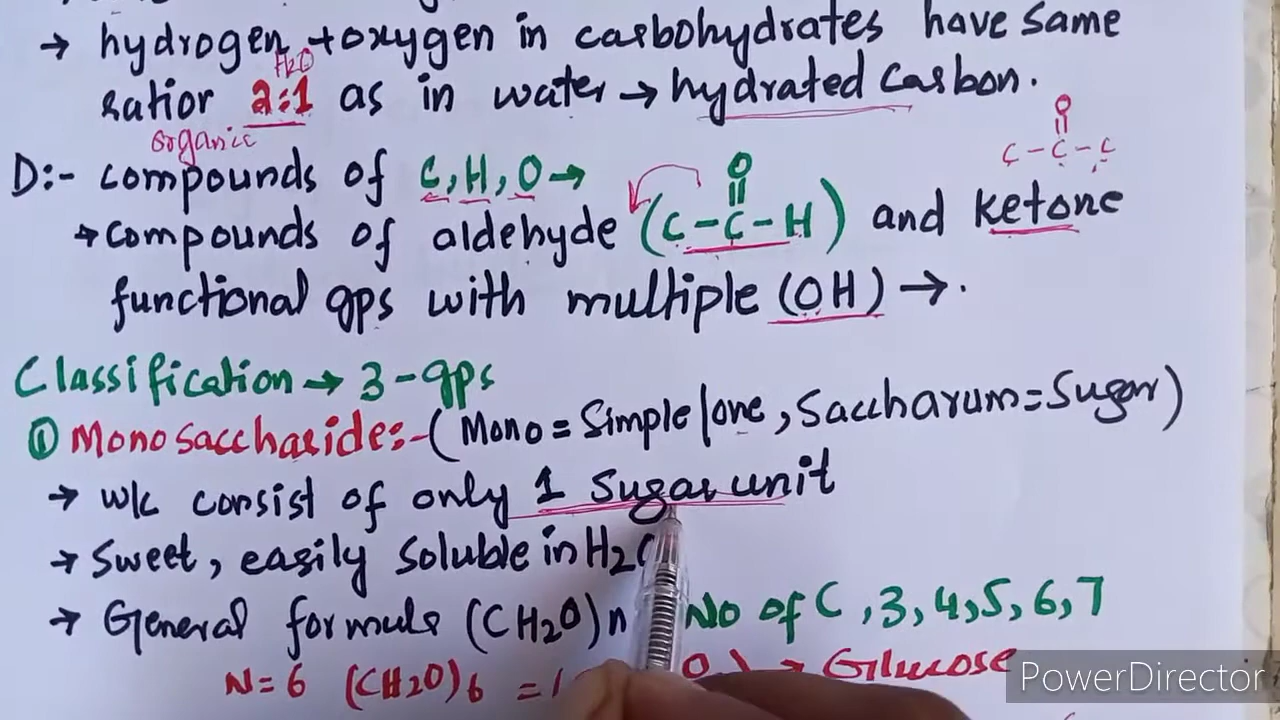 → hydrogen + oxygen in carbohydrates have same
H2O
ratior 2:1 as in water → hydrated carbon.
organic
O
C - C - C
D:- compounds of C, H, O →
O
→ compounds of aldehyde (C - C - H) and ketone
functional gps with multiple (OH) → .
Classification → 3-gps
① Monosaccharide:- (Mono = Simple/one, Saccharum = Sugar)
→ w/c consist of only 1 Sugar unit
→ Sweet, easily soluble in H2O
→ General formule (CH2O)n No of C, 3, 4, 5, 6, 7
N=6 (CH2O)6 = → Glucose
PowerDirector